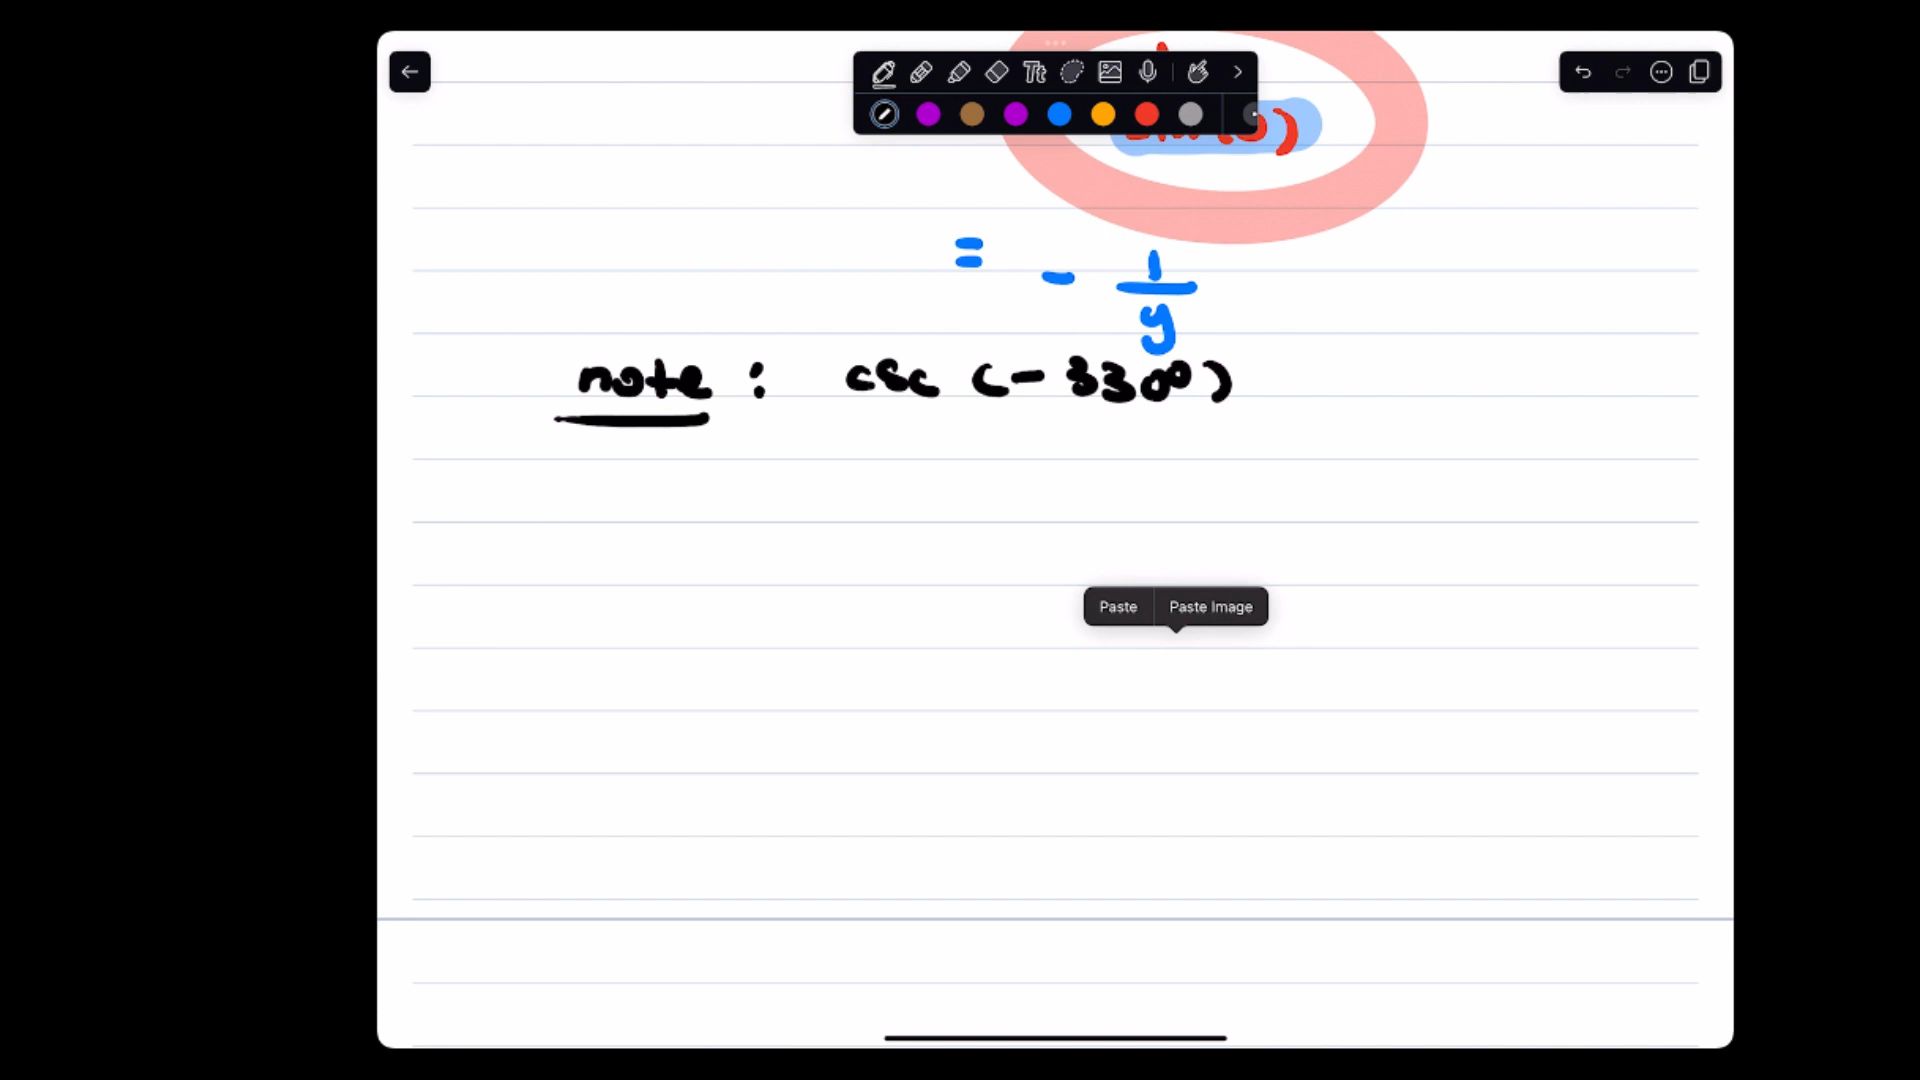 = - 1/y
note : csc (- 330°)
Paste Paste Image